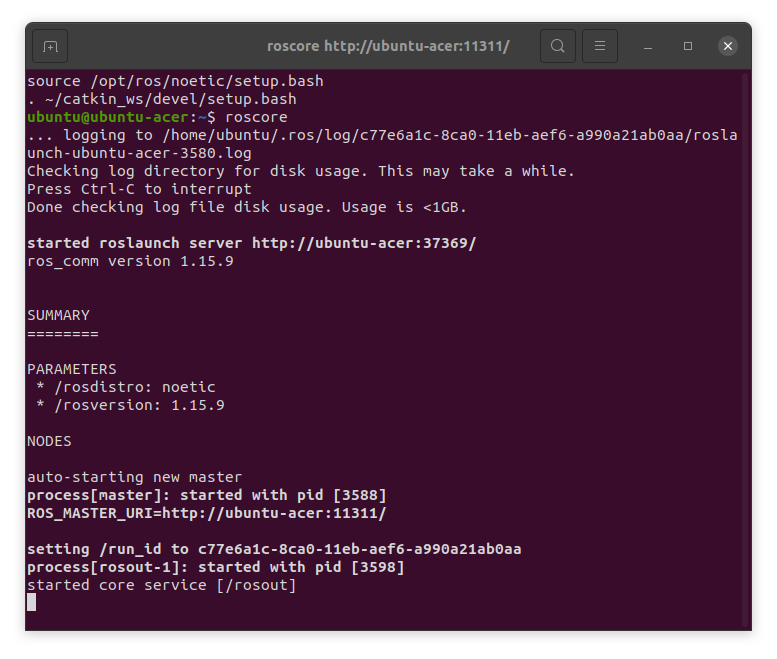 roscore http://ubuntu-acer:11311/
source /opt/ros/noetic/setup.bash
. ~/catkin_ws/devel/setup.bash
ubuntu@ubuntu-acer:~$ roscore
... logging to /home/ubuntu/.ros/log/c77e6a1c-8ca0-11eb-aef6-a990a21ab0aa/rosla
unch-ubuntu-acer-3580.log
Checking log directory for disk usage. This may take a while.
Press Ctrl-C to interrupt
Done checking log file disk usage. Usage is <1GB.
started roslaunch server http://ubuntu-acer:37369/
ros_comm version 1.15.9
SUMMARY
========
PARAMETERS
 * /rosdistro: noetic
 * /rosversion: 1.15.9
NODES
auto-starting new master
process[master]: started with pid [3588]
ROS_MASTER_URI=http://ubuntu-acer:11311/
setting /run_id to c77e6a1c-8ca0-11eb-aef6-a990a21ab0aa
process[rosout-1]: started with pid [3598]
started core service [/rosout]